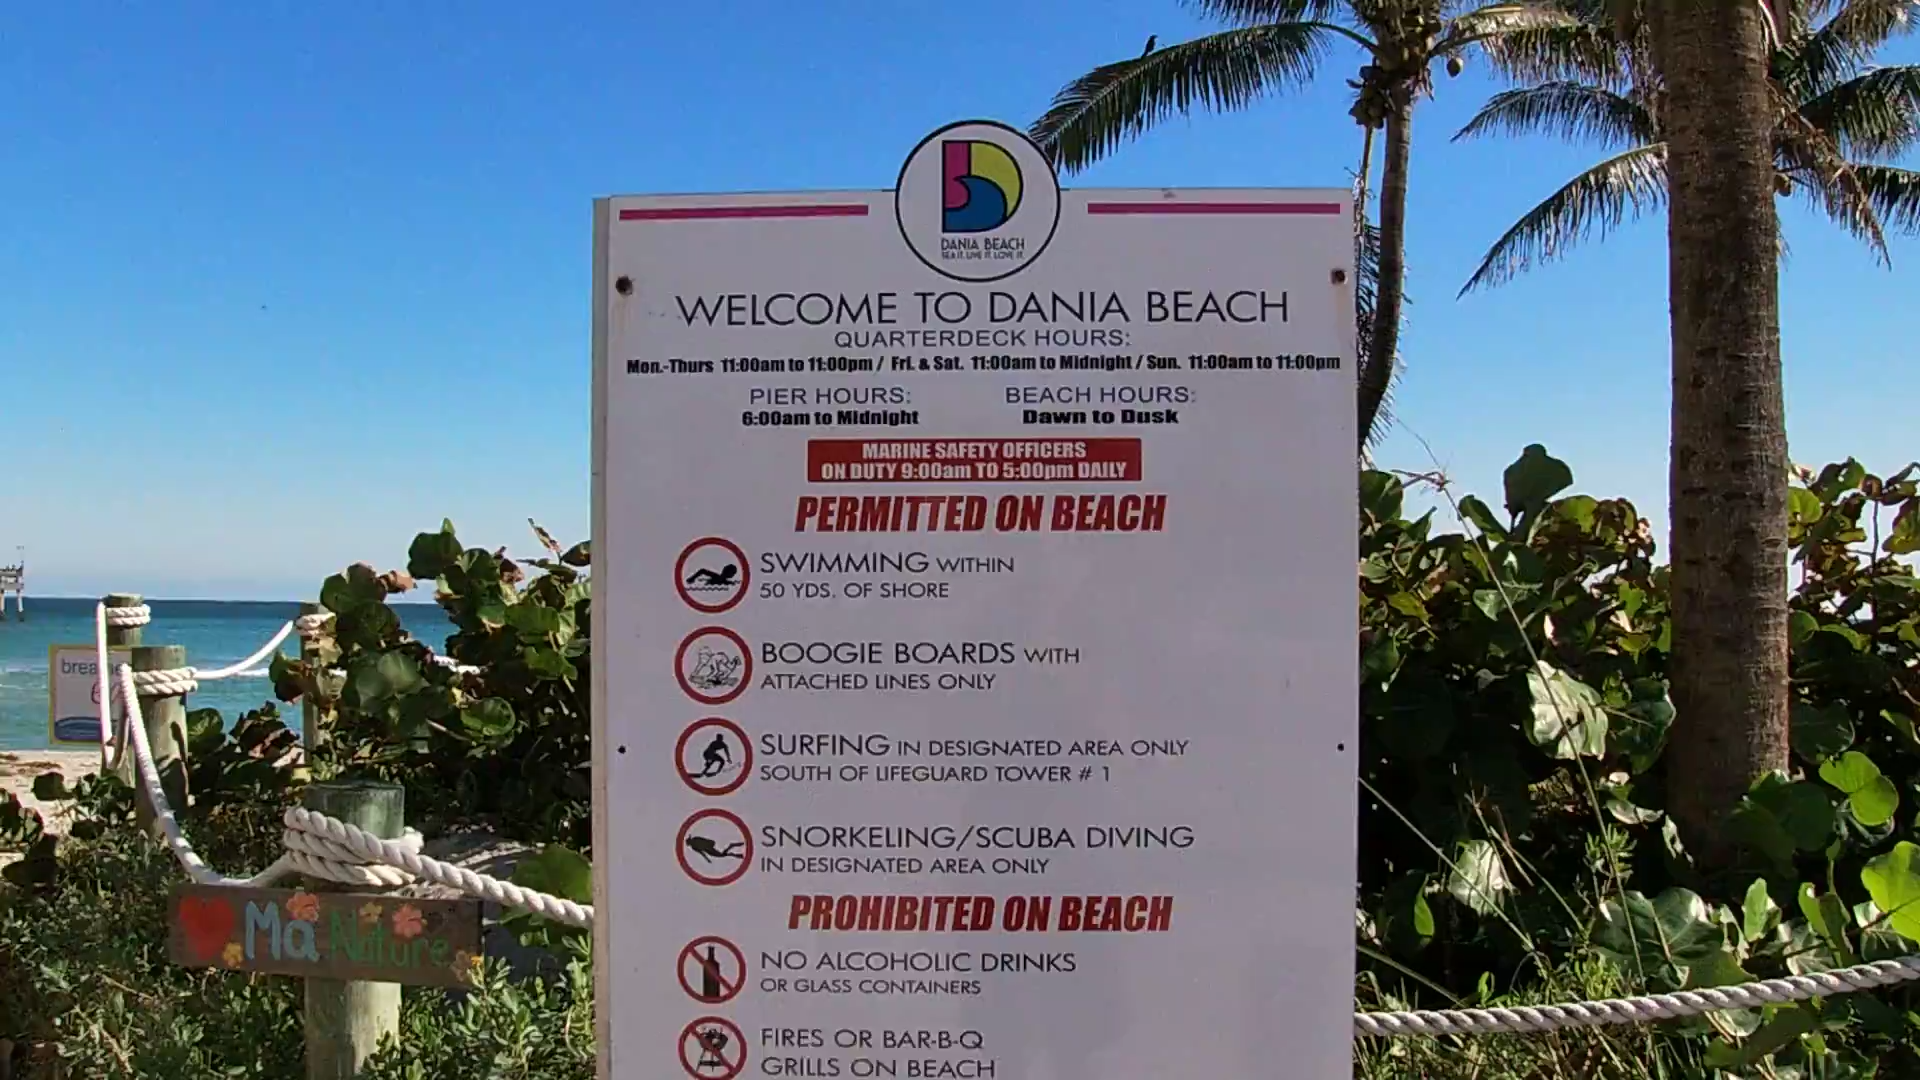 DANIA BEACH
SEA IT. LIVE IT. LOVE IT.
WELCOME TO DANIA BEACH
QUARTERDECK HOURS:
Mon.-Thurs 11:00am to 11:00pm / Fri. & Sat. 11:00am to Midnight / Sun. 11:00am to 11:00pm
PIER HOURS: BEACH HOURS:
6:00am to Midnight Dawn to Dusk
MARINE SAFETY OFFICERS
ON DUTY 9:00am TO 5:00pm DAILY
PERMITTED ON BEACH
SWIMMING WITHIN
50 YDS. OF SHORE
BOOGIE BOARDS WITH
ATTACHED LINES ONLY
SURFING IN DESIGNATED AREA ONLY
SOUTH OF LIFEGUARD TOWER # 1
SNORKELING/SCUBA DIVING
IN DESIGNATED AREA ONLY
PROHIBITED ON BEACH
NO ALCOHOLIC DRINKS
OR GLASS CONTAINERS
FIRES OR BAR-B-Q
GRILLS ON BEACH
breathe
Ma Nature